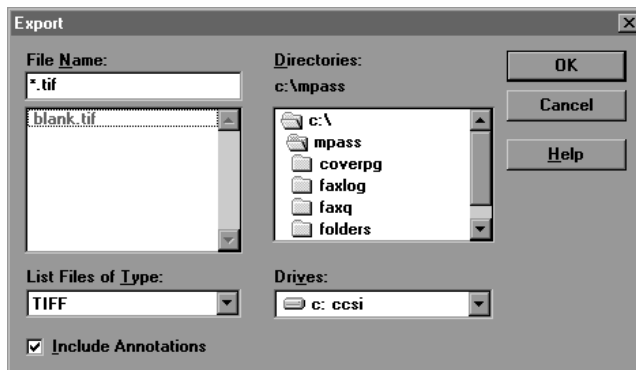 Export
File Name:
*.tif
blank.tif
List Files of Type:
TIFF
Include Annotations
Directories:
c:\mpass
c:\
mpass
coverpg
faxlog
faxq
folders
Drives:
c: ccsi
OK
Cancel
Help